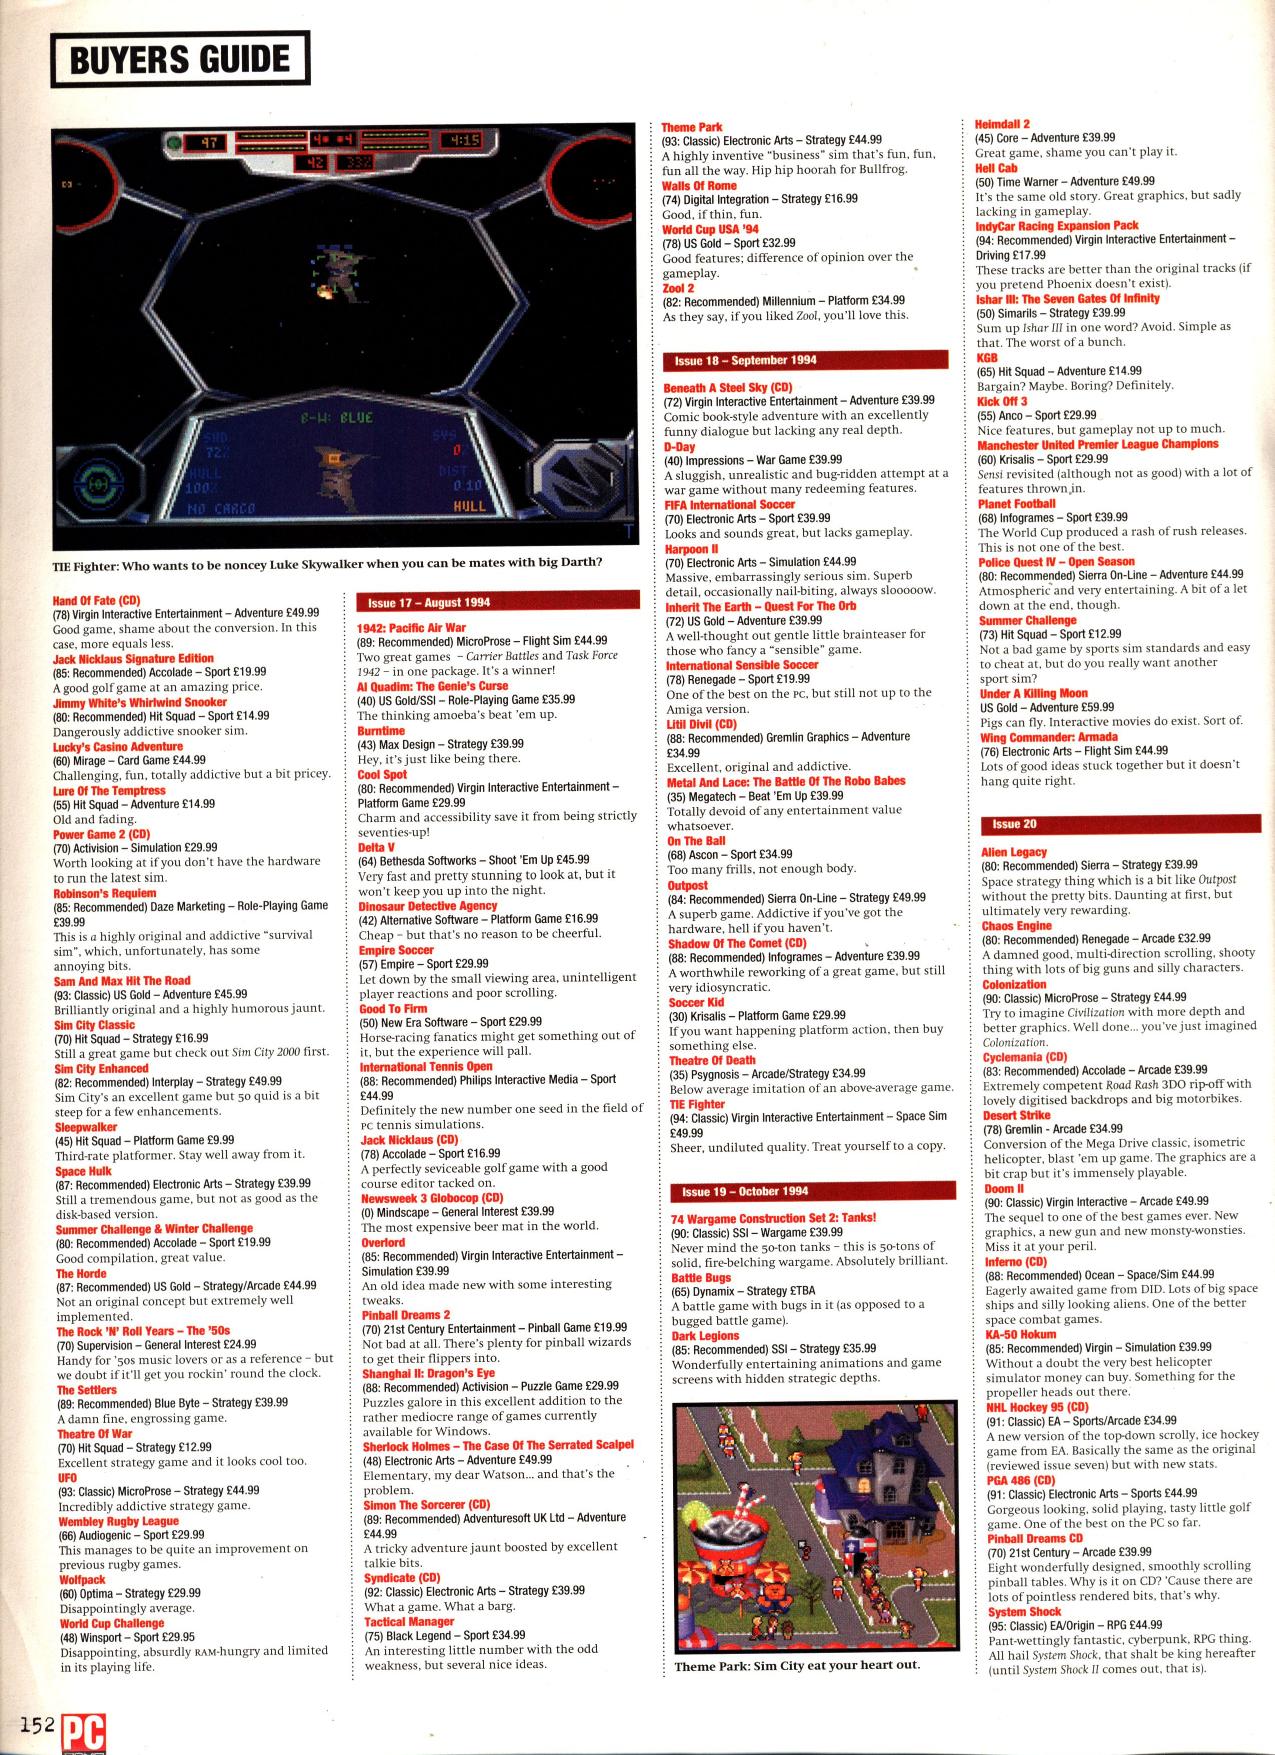 BUYERS GUIDE
97
4:15
42
33%
B-W: BLUE
SHD
72%
HULL
100%
NO CARGO
SYS
0%
DIST
0.10
HULL
TIE Fighter: Who wants to be noncey Luke Skywalker when you can be mates with big Darth?
Hand Of Fate (CD)
(78) Virgin Interactive Entertainment – Adventure £49.99
Good game, shame about the conversion. In this
case, more equals less.
Jack Nicklaus Signature Edition
(85: Recommended) Accolade – Sport £19.99
A good golf game at an amazing price.
Jimmy White's Whirlwind Snooker
(80: Recommended) Hit Squad – Sport £14.99
Dangerously addictive snooker sim.
Lucky's Casino Adventure
(60) Mirage – Card Game £44.99
Challenging, fun, totally addictive but a bit pricey.
Lure Of The Temptress
(55) Hit Squad – Adventure £14.99
Old and fading.
Power Game 2 (CD)
(70) Activision – Simulation £29.99
Worth looking at if you don't have the hardware
to run the latest sim.
Robinson's Requiem
(85: Recommended) Daze Marketing – Role-Playing Game
£39.99
This is a highly original and addictive "survival
sim", which, unfortunately, has some
annoying bits.
Sam And Max Hit The Road
(93: Classic) US Gold – Adventure £45.99
Brilliantly original and a highly humorous jaunt.
Sim City Classic
(70) Hit Squad – Strategy £16.99
Still a great game but check out Sim City 2000 first.
Sim City Enhanced
(82: Recommended) Interplay – Strategy £49.99
Sim City's an excellent game but 50 quid is a bit
steep for a few enhancements.
Sleepwalker
(45) Hit Squad – Platform Game £9.99
Third-rate platformer. Stay well away from it.
Space Hulk
(87: Recommended) Electronic Arts – Strategy £39.99
Still a tremendous game, but not as good as the
disk-based version.
Summer Challenge & Winter Challenge
(80: Recommended) Accolade – Sport £19.99
Good compilation, great value.
The Horde
(87: Recommended) US Gold – Strategy/Arcade £44.99
Not an original concept but extremely well
implemented.
The Rock 'N' Roll Years – The '50s
(70) Supervision – General Interest £24.99
Handy for '50s music lovers or as a reference – but
we doubt if it'll get you rockin' round the clock.
The Settlers
(89: Recommended) Blue Byte – Strategy £39.99
A damn fine, engrossing game.
Theatre Of War
(70) Hit Squad – Strategy £12.99
Excellent strategy game and it looks cool too.
UFO
(93: Classic) MicroProse – Strategy £44.99
Incredibly addictive strategy game.
Wembley Rugby League
(66) Audiogenic – Sport £29.99
This manages to be quite an improvement on
previous rugby games.
Wolfpack
(60) Optima – Strategy £29.99
Disappointingly average.
World Cup Challenge
(48) Winsport – Sport £29.95
Disappointing, absurdly RAM-hungry and limited
in its playing life.
Issue 17 – August 1994
1942: Pacific Air War
(89: Recommended) MicroProse – Flight Sim £44.99
Two great games – Carrier Battles and Task Force
1942 – in one package. It's a winner!
Al Quadim: The Genie's Curse
(40) US Gold/SSI – Role-Playing Game £35.99
The thinking amoeba's beat 'em up.
Burntime
(43) Max Design – Strategy £39.99
Hey, it's just like being there.
Cool Spot
(80: Recommended) Virgin Interactive Entertainment –
Platform Game £29.99
Charm and accessibility save it from being strictly
seventies-up!
Delta V
(64) Bethesda Softworks – Shoot 'Em Up £45.99
Very fast and pretty stunning to look at, but it
won't keep you up into the night.
Dinosaur Detective Agency
(42) Alternative Software – Platform Game £16.99
Cheap – but that's no reason to be cheerful.
Empire Soccer
(57) Empire – Sport £29.99
Let down by the small viewing area, unintelligent
player reactions and poor scrolling.
Good To Firm
(50) New Era Software – Sport £29.99
Horse-racing fanatics might get something out of
it, but the experience will pall.
International Tennis Open
(88: Recommended) Philips Interactive Media – Sport
£44.99
Definitely the new number one seed in the field of
PC tennis simulations.
Jack Nicklaus (CD)
(78) Accolade – Sport £16.99
A perfectly seviceable golf game with a good
course editor tacked on.
Newsweek 3 Globocop (CD)
(0) Mindscape – General Interest £39.99
The most expensive beer mat in the world.
Overlord
(85: Recommended) Virgin Interactive Entertainment –
Simulation £39.99
An old idea made new with some interesting
tweaks.
Pinball Dreams 2
(70) 21st Century Entertainment – Pinball Game £19.99
Not bad at all. There's plenty for pinball wizards
to get their flippers into.
Shanghai II: Dragon's Eye
(88: Recommended) Activision – Puzzle Game £29.99
Puzzles galore in this excellent addition to the
rather mediocre range of games currently
available for Windows.
Sherlock Holmes – The Case Of The Serrated Scalpel
(48) Electronic Arts – Adventure £49.99
Elementary, my dear Watson... and that's the
problem.
Simon The Sorcerer (CD)
(89: Recommended) Adventuresoft UK Ltd – Adventure
£44.99
A tricky adventure jaunt boosted by excellent
talkie bits.
Syndicate (CD)
(92: Classic) Electronic Arts – Strategy £39.99
What a game. What a barg.
Tactical Manager
(75) Black Legend – Sport £34.99
An interesting little number with the odd
weakness, but several nice ideas.
Theme Park
(93: Classic) Electronic Arts – Strategy £44.99
A highly inventive "business" sim that's fun, fun,
fun all the way. Hip hip hoorah for Bullfrog.
Walls Of Rome
(74) Digital Integration – Strategy £16.99
Good, if thin, fun.
World Cup USA '94
(78) US Gold – Sport £32.99
Good features; difference of opinion over the
gameplay.
Zool 2
(82: Recommended) Millennium – Platform £34.99
As they say, if you liked Zool, you'll love this.
Issue 18 – September 1994
Beneath A Steel Sky (CD)
(72) Virgin Interactive Entertainment – Adventure £39.99
Comic book-style adventure with an excellently
funny dialogue but lacking any real depth.
D-Day
(40) Impressions – War Game £39.99
A sluggish, unrealistic and bug-ridden attempt at a
war game without many redeeming features.
FIFA International Soccer
(70) Electronic Arts – Sport £39.99
Looks and sounds great, but lacks gameplay.
Harpoon II
(70) Electronic Arts – Simulation £44.99
Massive, embarrassingly serious sim. Superb
detail, occasionally nail-biting, always slooooow.
Inherit The Earth – Quest For The Orb
(72) US Gold – Adventure £39.99
A well-thought out gentle little brainteaser for
those who fancy a "sensible" game.
International Sensible Soccer
(78) Renegade – Sport £19.99
One of the best on the PC, but still not up to the
Amiga version.
Litil Divil (CD)
(88: Recommended) Gremlin Graphics – Adventure
£34.99
Excellent, original and addictive.
Metal And Lace: The Battle Of The Robo Babes
(35) Megatech – Beat 'Em Up £39.99
Totally devoid of any entertainment value
whatsoever.
On The Ball
(68) Ascon – Sport £34.99
Too many frills, not enough body.
Outpost
(84: Recommended) Sierra On-Line – Strategy £49.99
A superb game. Addictive if you've got the
hardware, hell if you haven't.
Shadow Of The Comet (CD)
(88: Recommended) Infogrames – Adventure £39.99
A worthwhile reworking of a great game, but still
very idiosyncratic.
Soccer Kid
(30) Krisalis – Platform Game £29.99
If you want happening platform action, then buy
something else.
Theatre Of Death
(35) Psygnosis – Arcade/Strategy £34.99
Below average imitation of an above-average game.
TIE Fighter
(94: Classic) Virgin Interactive Entertainment – Space Sim
£49.99
Sheer, undiluted quality. Treat yourself to a copy.
Issue 19 – October 1994
74 Wargame Construction Set 2: Tanks!
(90: Classic) SSI – Wargame £39.99
Never mind the 50-ton tanks – this is 50-tons of
solid, fire-belching wargame. Absolutely brilliant.
Battle Bugs
(65) Dynamix – Strategy £TBA
A battle game with bugs in it (as opposed to a
bugged battle game).
Dark Legions
(85: Recommended) SSI – Strategy £35.99
Wonderfully entertaining animations and game
screens with hidden strategic depths.
Theme Park: Sim City eat your heart out.
Heimdall 2
(45) Core – Adventure £39.99
Great game, shame you can't play it.
Hell Cab
(50) Time Warner – Adventure £49.99
It's the same old story. Great graphics, but sadly
lacking in gameplay.
IndyCar Racing Expansion Pack
(94: Recommended) Virgin Interactive Entertainment –
Driving £17.99
These tracks are better than the original tracks (if
you pretend Phoenix doesn't exist).
Ishar III: The Seven Gates Of Infinity
(50) Simarils – Strategy £39.99
Sum up Ishar III in one word? Avoid. Simple as
that. The worst of a bunch.
KGB
(65) Hit Squad – Adventure £14.99
Bargain? Maybe. Boring? Definitely.
Kick Off 3
(55) Anco – Sport £29.99
Nice features, but gameplay not up to much.
Manchester United Premier League Champions
(60) Krisalis – Sport £29.99
Sensi revisited (although not as good) with a lot of
features thrown in.
Planet Football
(68) Infogrames – Sport £39.99
The World Cup produced a rash of rush releases.
This is not one of the best.
Police Quest IV – Open Season
(80: Recommended) Sierra On-Line – Adventure £44.99
Atmospheric and very entertaining. A bit of a let
down at the end, though.
Summer Challenge
(73) Hit Squad – Sport £12.99
Not a bad game by sports sim standards and easy
to cheat at, but do you really want another
sport sim?
Under A Killing Moon
US Gold – Adventure £59.99
Pigs can fly. Interactive movies do exist. Sort of.
Wing Commander: Armada
(76) Electronic Arts – Flight Sim £44.99
Lots of good ideas stuck together but it doesn't
hang quite right.
Issue 20
Alien Legacy
(80: Recommended) Sierra – Strategy £39.99
Space strategy thing which is a bit like Outpost
without the pretty bits. Daunting at first, but
ultimately very rewarding.
Chaos Engine
(80: Recommended) Renegade – Arcade £32.99
A damned good, multi-direction scrolling, shooty
thing with lots of big guns and silly characters.
Colonization
(90: Classic) MicroProse – Strategy £44.99
Try to imagine Civilization with more depth and
better graphics. Well done... you've just imagined
Colonization.
Cyclemania (CD)
(83: Recommended) Accolade – Arcade £39.99
Extremely competent Road Rash 3DO rip-off with
lovely digitised backdrops and big motorbikes.
Desert Strike
(78) Gremlin - Arcade £34.99
Conversion of the Mega Drive classic, isometric
helicopter, blast 'em up game. The graphics are a
bit crap but it's immensely playable.
Doom II
(90: Classic) Virgin Interactive – Arcade £49.99
The sequel to one of the best games ever. New
graphics, a new gun and new monsty-wonsties.
Miss it at your peril.
Inferno (CD)
(88: Recommended) Ocean – Space/Sim £44.99
Eagerly awaited game from DID. Lots of big space
ships and silly looking aliens. One of the better
space combat games.
KA-50 Hokum
(85: Recommended) Virgin – Simulation £39.99
Without a doubt the very best helicopter
simulator money can buy. Something for the
propeller heads out there.
NHL Hockey 95 (CD)
(91: Classic) EA – Sports/Arcade £34.99
A new version of the top-down scrolly, ice hockey
game from EA. Basically the same as the original
(reviewed issue seven) but with new stats.
PGA 486 (CD)
(91: Classic) Electronic Arts – Sports £44.99
Gorgeous looking, solid playing, tasty little golf
game. One of the best on the PC so far.
Pinball Dreams CD
(70) 21st Century – Arcade £39.99
Eight wonderfully designed, smoothly scrolling
pinball tables. Why is it on CD? 'Cause there are
lots of pointless rendered bits, that's why.
System Shock
(95: Classic) EA/Origin – RPG £44.99
Pant-wettingly fantastic, cyberpunk, RPG thing.
All hail System Shock, that shalt be king hereafter
(until System Shock II comes out, that is).
152 PC